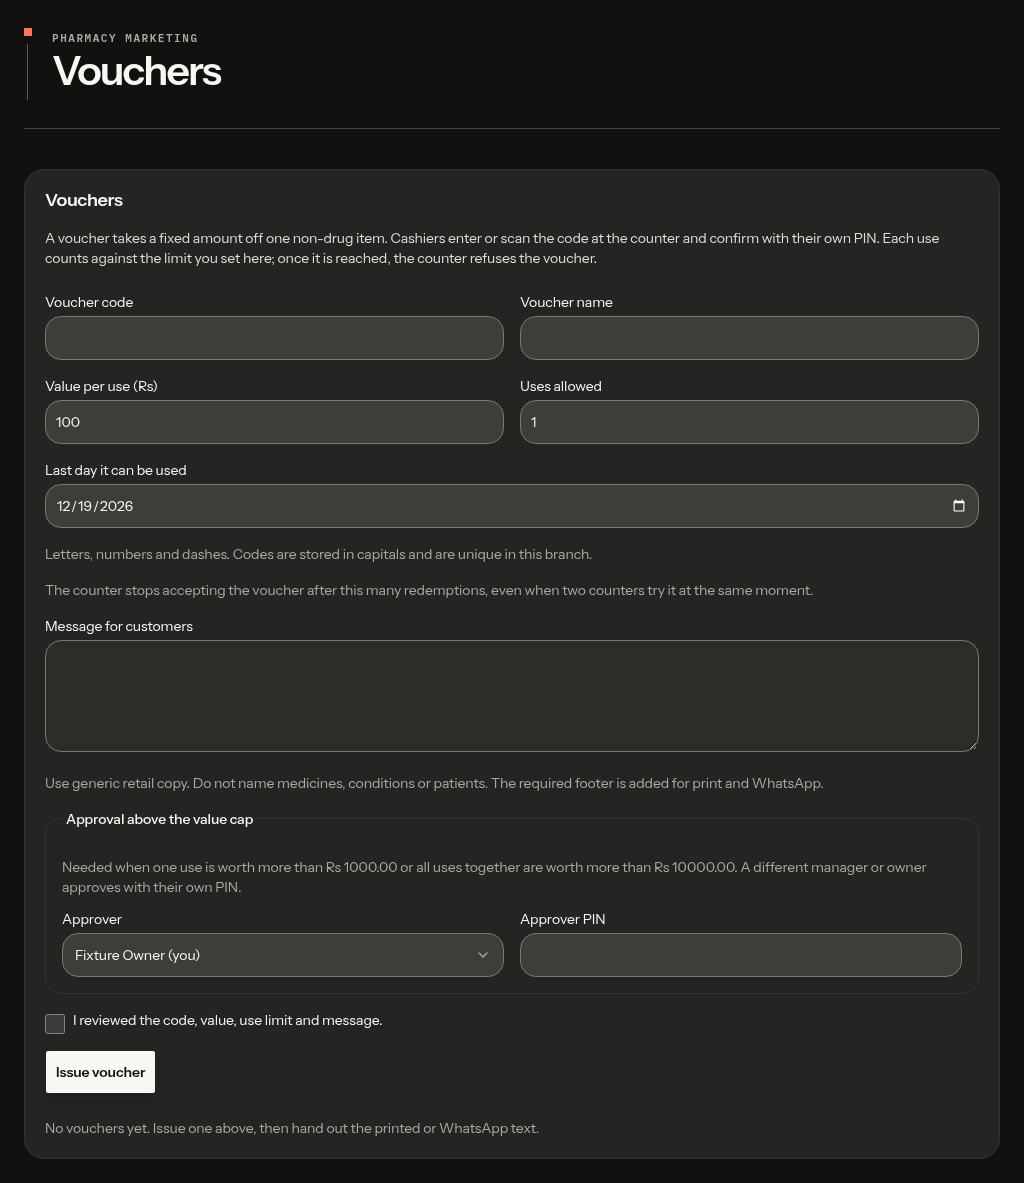 PHARMACY MARKETING
Vouchers
Vouchers
A voucher takes a fixed amount off one non-drug item. Cashiers enter or scan the code at the counter and confirm with their own PIN. Each use
counts against the limit you set here; once it is reached, the counter refuses the voucher.
Voucher code
Voucher name
Value per use (Rs)
Uses allowed
100
1
Last day it can be used
12/19/2026
Letters, numbers and dashes. Codes are stored in capitals and are unique in this branch.
The counter stops accepting the voucher after this many redemptions, even when two counters try it at the same moment.
Message for customers
Use generic retail copy. Do not name medicines, conditions or patients. The required footer is added for print and WhatsApp.
Approval above the value cap
Needed when one use is worth more than Rs 1000.00 or all uses together are worth more than Rs 10000.00. A different manager or owner
approves with their own PIN.
Approver
Approver PIN
Fixture Owner (you)
I reviewed the code, value, use limit and message.
Issue voucher
No vouchers yet. Issue one above, then hand out the printed or WhatsApp text.